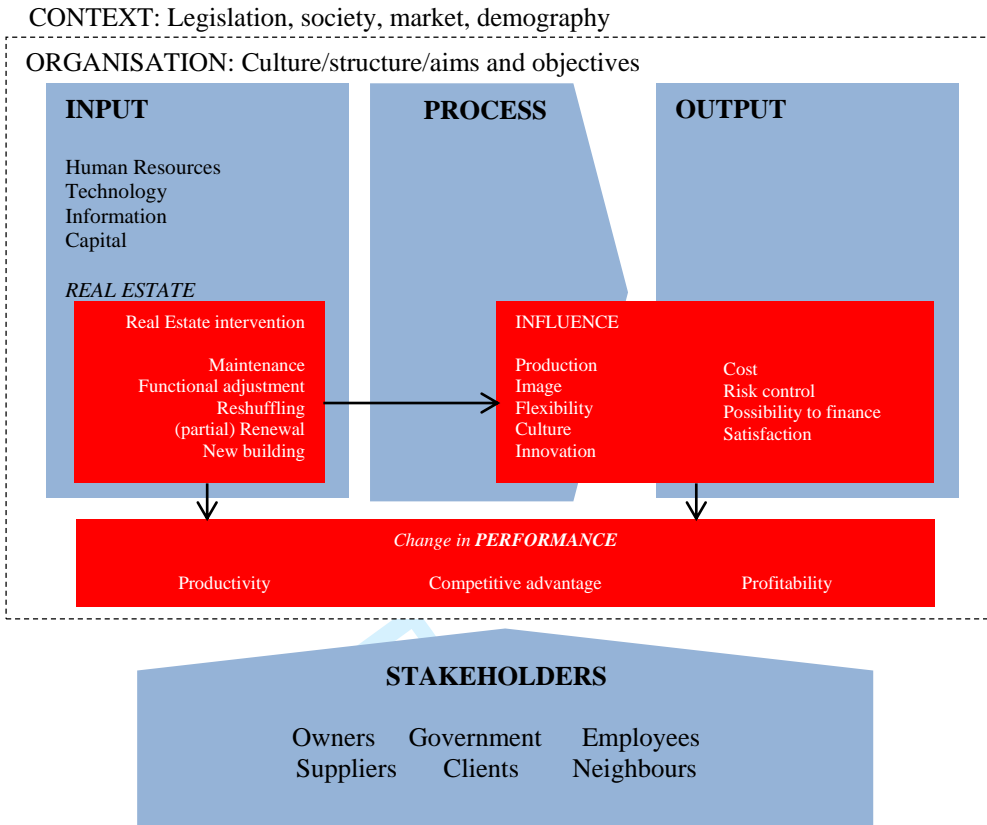 CONTEXT: Legislation, society, market, demography
ORGANISATION: Culture/structure/aims and objectives
INPUT
Human Resources
Technology
Information
Capital
REAL ESTATE
Real Estate intervention
Maintenance
Functional adjustment
Reshuffling
(partial) Renewal
New building
PROCESS
OUTPUT
INFLUENCE
Production
Image
Flexibility
Culture
Innovation
Cost
Risk control
Possibility to finance
Satisfaction
Change in PERFORMANCE
Productivity Competitive advantage Profitability
STAKEHOLDERS
Owners Government Employees
Suppliers Clients Neighbours